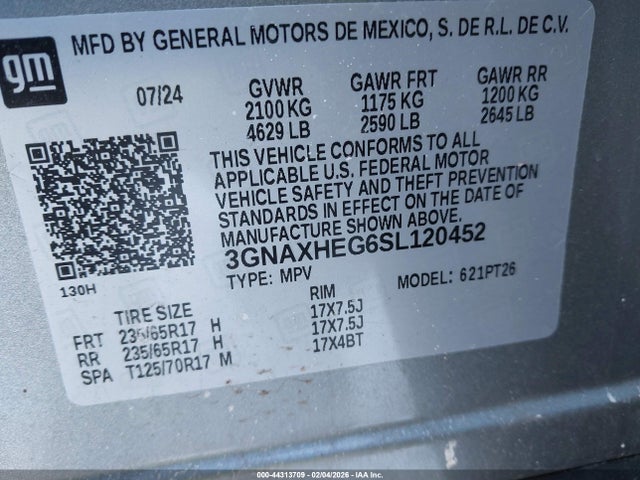 gm
MFD BY GENERAL MOTORS DE MEXICO, S. DE R.L. DE C.V.
07/24
GVWR
2100 KG
4629 LB
GAWR FRT
1175 KG
2590 LB
GAWR RR
1200 KG
2645 LB
THIS VEHICLE CONFORMS TO ALL
APPLICABLE U.S. FEDERAL MOTOR
VEHICLE SAFETY AND THEFT PREVENTION
STANDARDS IN EFFECT ON THE DATE OF
MANUFACTURE SHOWN ABOVE.
3GNAXHEG6SL120452
130H
TYPE: MPV
MODEL: 621PT26
TIRE SIZE RIM
FRT 235/65R17 H 17X7.5J
RR 235/65R17 H 17X7.5J
SPA T125/70R17 M 17X4BT
000-44313709 - 02/04/2026 - IAAI.COM